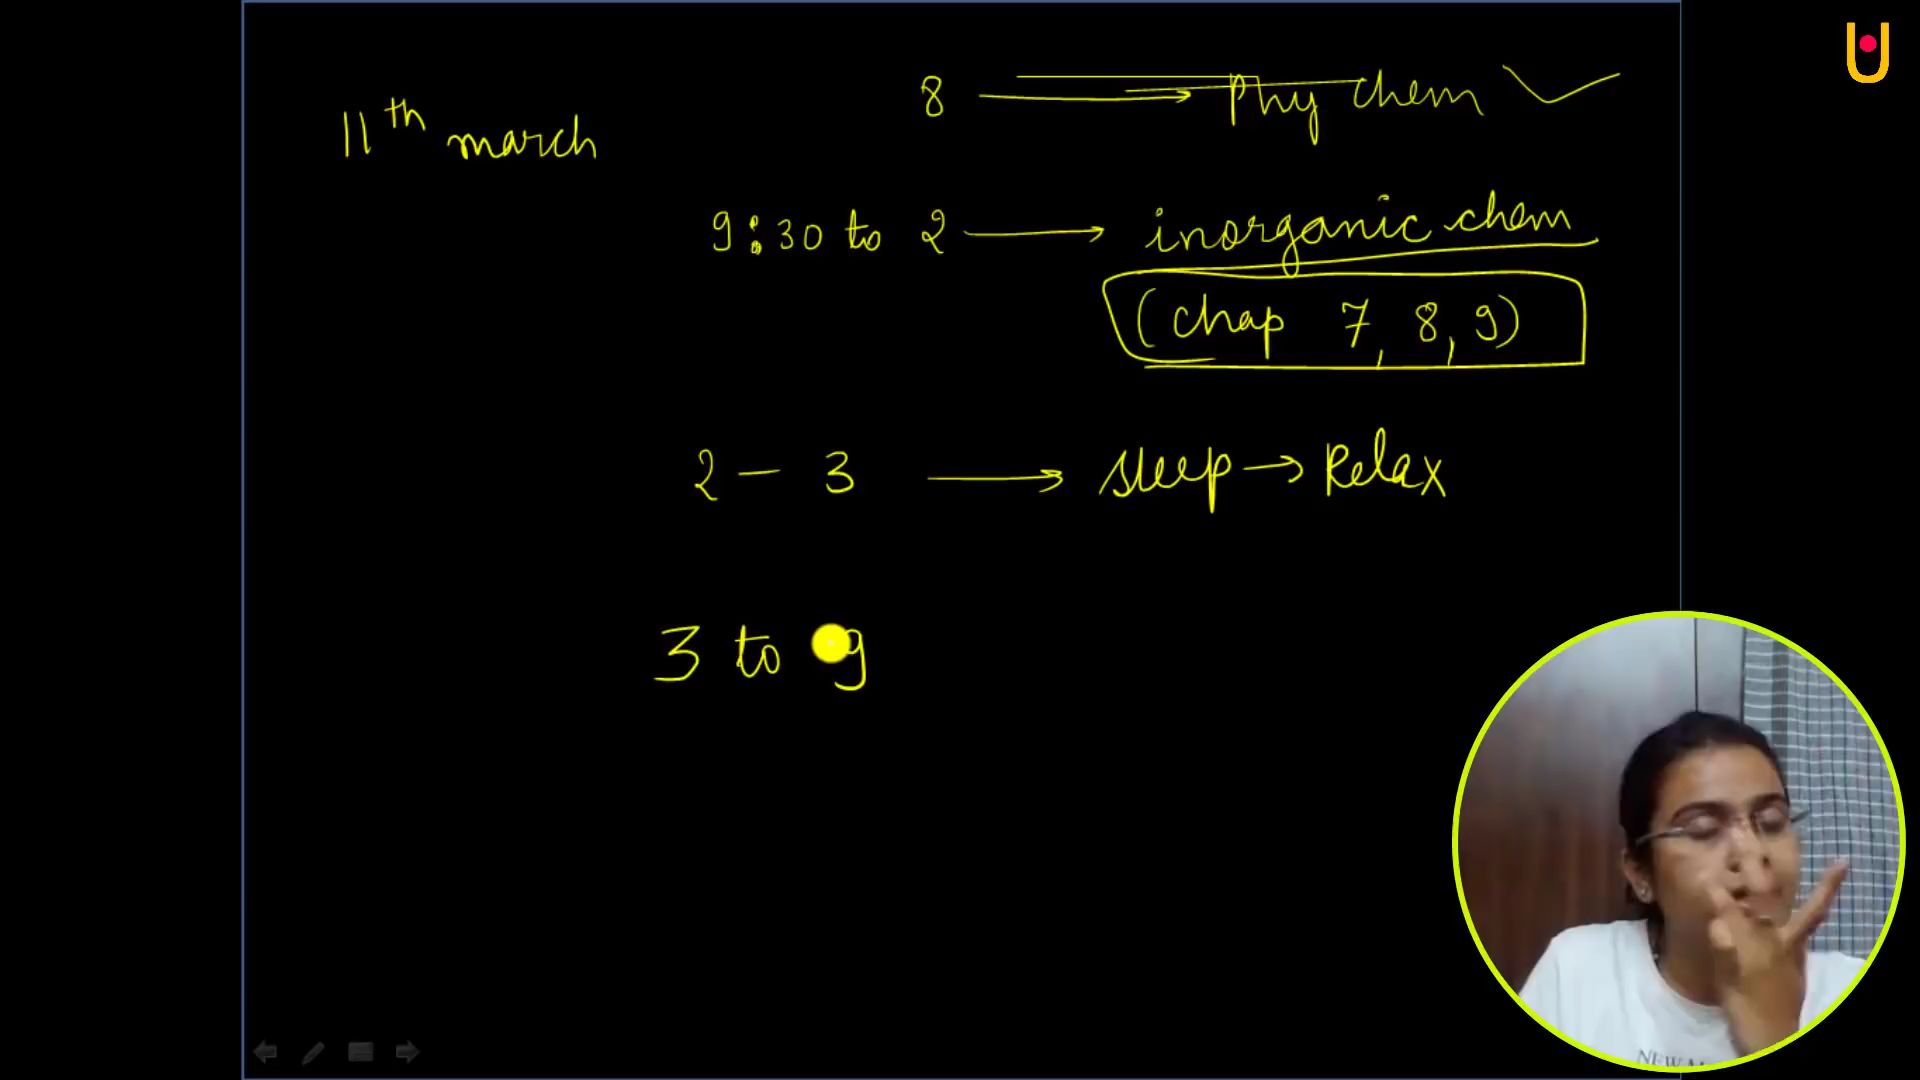 11th march
8 → Phy chem
9:30 to 2 → inorganic chem
(chap 7, 8, 9)
2 - 3 → sleep → Relax
3 to 9